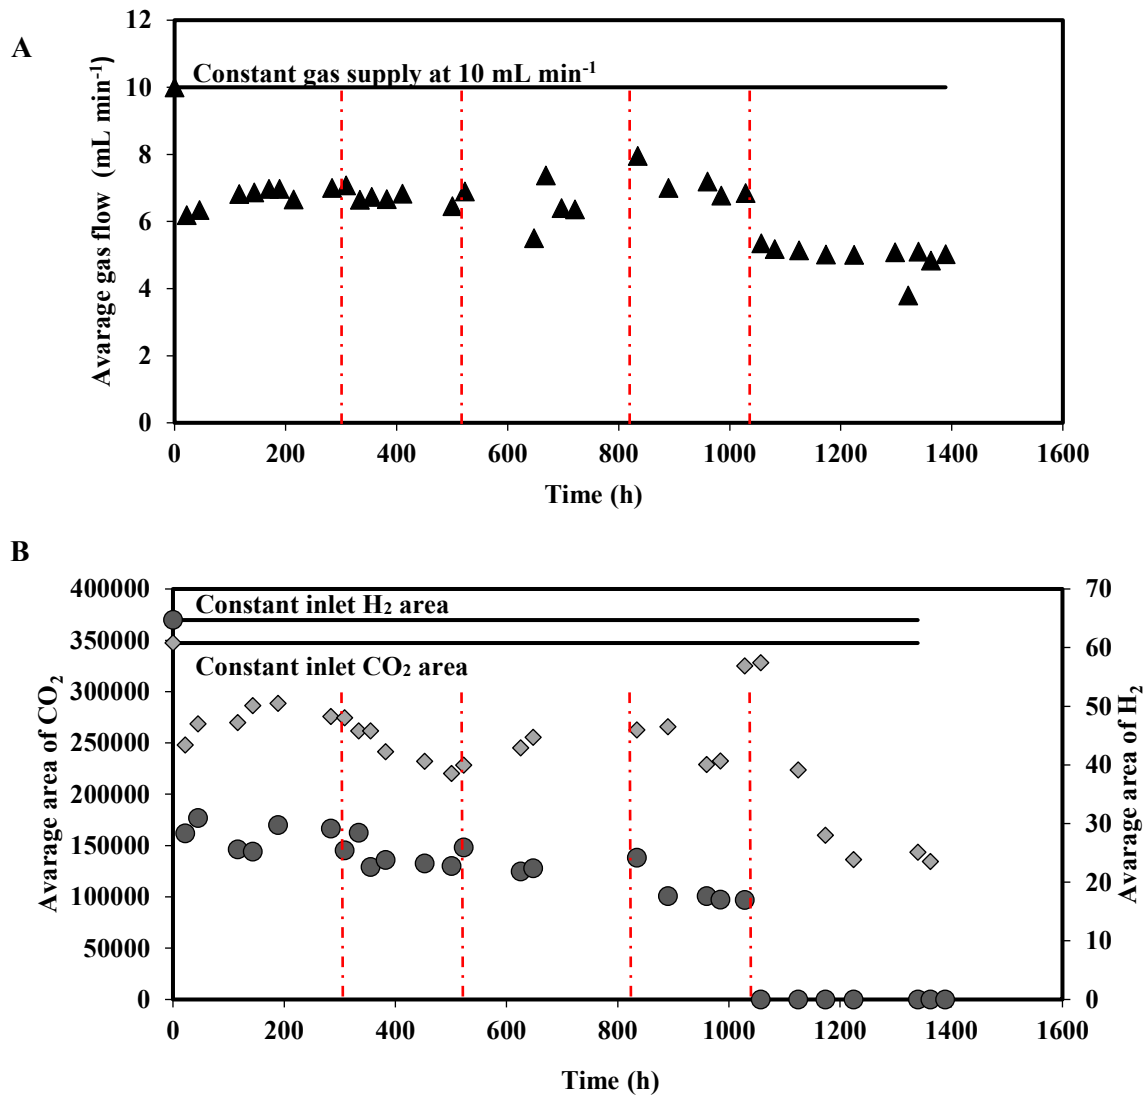 A
Avarage gas flow (mL min⁻¹)
12
10
8
6
4
2
0
Constant gas supply at 10 mL min⁻¹
0 200 400 600 800 1000 1200 1400 1600
Time (h)
B
Avarage area of CO₂
400000
350000
300000
250000
200000
150000
100000
50000
0
Constant inlet H₂ area
Constant inlet CO₂ area
70
60
50
40
30
20
10
0
Avarage area of H₂
0 200 400 600 800 1000 1200 1400 1600
Time (h)